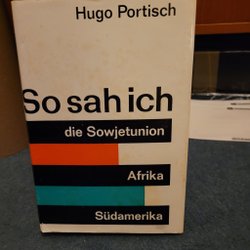 Hugo Portisch
So sah ich
die Sowjetunion
Afrika
Südamerika